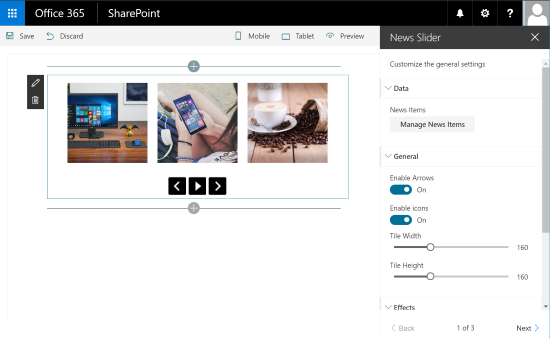 Office 365 SharePoint ?
Save Discard Mobile Tablet Preview
News Slider
Customize the general settings
Data
News Items
Manage News Items
General
Enable Arrows
On
Enable icons
On
Tile Width
160
Tile Height
160
Effects
Back 1 of 3 Next